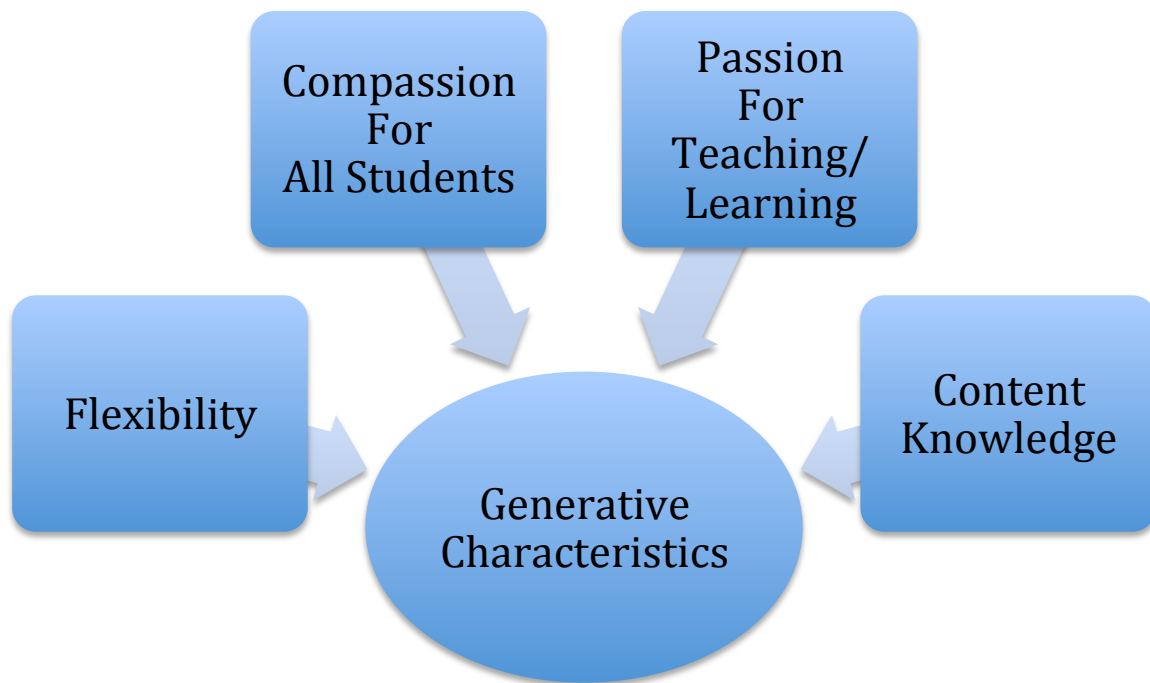 Compassion
For
All Students
Passion
For
Teaching/
Learning
Flexibility
Content
Knowledge
Generative
Characteristics